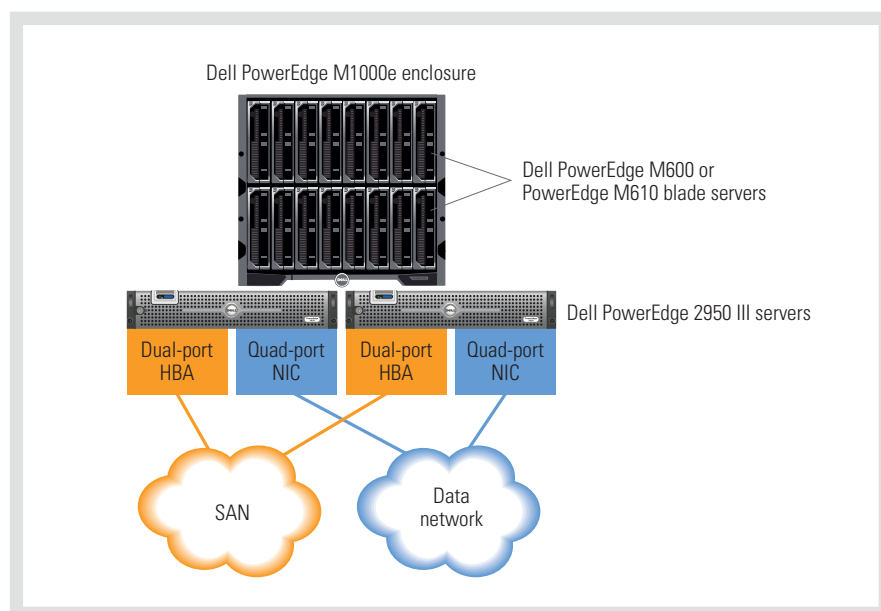 Dell PowerEdge M1000e enclosure
Dell PowerEdge M600 or
PowerEdge M610 blade servers
Dell PowerEdge 2950 III servers
Dual-port
HBA
Quad-port
NIC
Dual-port
HBA
Quad-port
NIC
SAN
Data
network